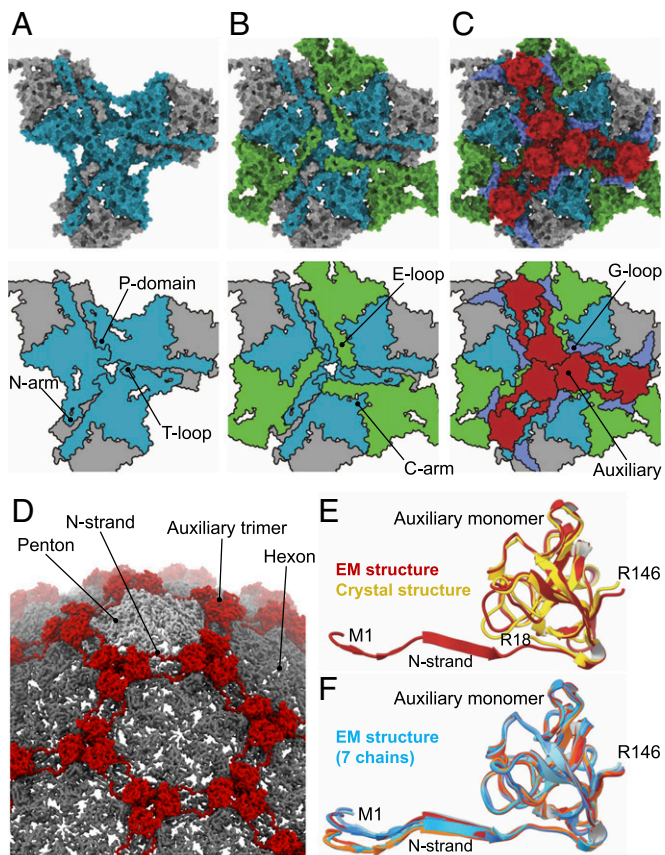 A
B
C
P-domain
N-arm
T-loop
E-loop
C-arm
G-loop
Auxiliary
D
N-strand
Penton
Auxiliary trimer
Hexon
E
Auxiliary monomer
EM structure
Crystal structure
R146
M1
R18
N-strand
F
Auxiliary monomer
EM structure
(7 chains)
R146
M1
N-strand